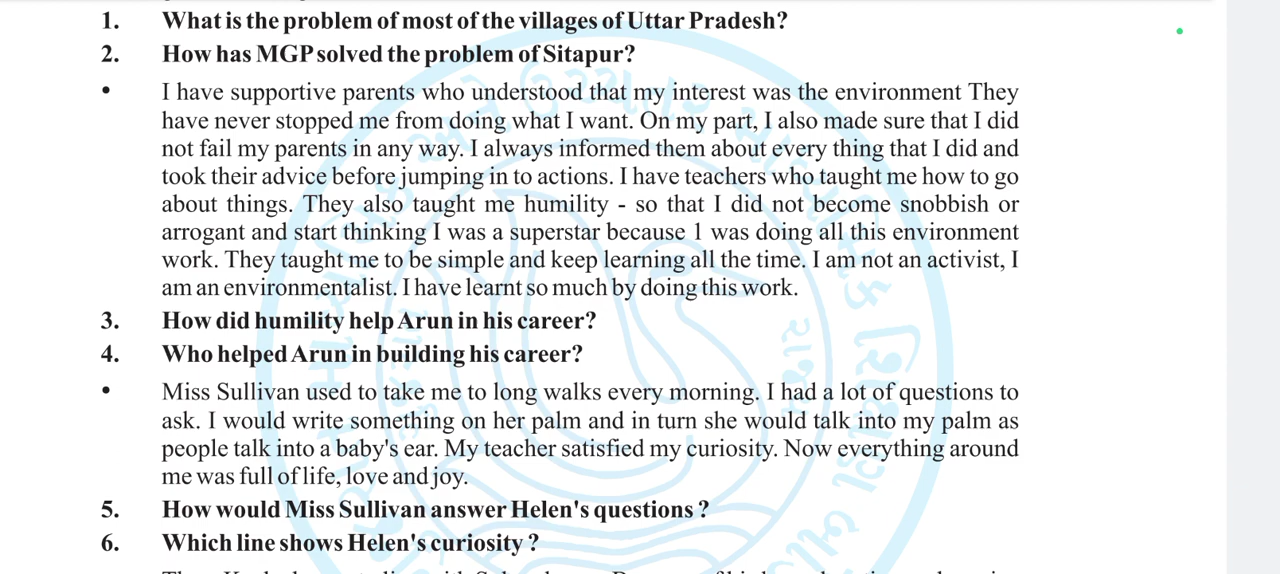 1. What is the problem of most of the villages of Uttar Pradesh?
2. How has MGP solved the problem of Sitapur?
• I have supportive parents who understood that my interest was the environment They
have never stopped me from doing what I want. On my part, I also made sure that I did
not fail my parents in any way. I always informed them about every thing that I did and
took their advice before jumping in to actions. I have teachers who taught me how to go
about things. They also taught me humility - so that I did not become snobbish or
arrogant and start thinking I was a superstar because 1 was doing all this environment
work. They taught me to be simple and keep learning all the time. I am not an activist, I
am an environmentalist. I have learnt so much by doing this work.
3. How did humility help Arun in his career?
4. Who helped Arun in building his career?
• Miss Sullivan used to take me to long walks every morning. I had a lot of questions to
ask. I would write something on her palm and in turn she would talk into my palm as
people talk into a baby's ear. My teacher satisfied my curiosity. Now everything around
me was full of life, love and joy.
5. How would Miss Sullivan answer Helen's questions ?
6. Which line shows Helen's curiosity ?